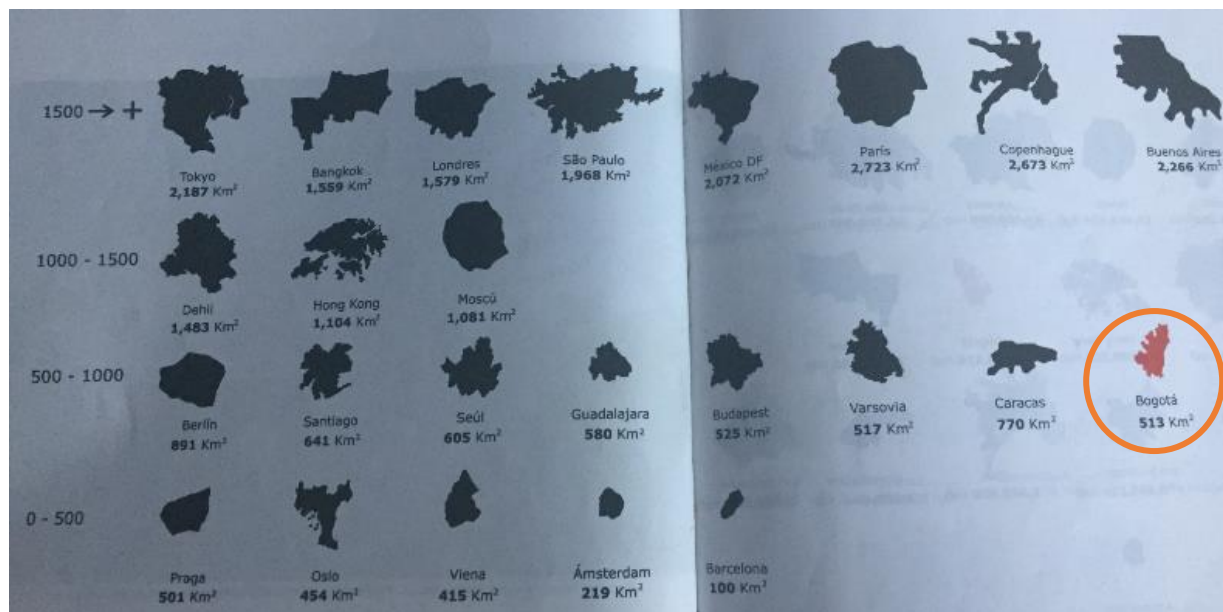 1500 → +
Tokyo
2,187 Km²
Bangkok
1,559 Km²
Londres
1,579 Km²
São Paulo
1,968 Km²
México DF
2,072 Km²
París
2,723 Km²
Copenhague
2,673 Km²
Buenos Aires
2,266 Km²
1000 - 1500
Dehli
1,483 Km²
Hong Kong
1,104 Km²
Moscú
1,081 Km²
500 - 1000
Berlín
891 Km²
Santiago
641 Km²
Seúl
605 Km²
Guadalajara
580 Km²
Budapest
525 Km²
Varsovia
517 Km²
Caracas
770 Km²
Bogotá
513 Km²
0 - 500
Praga
501 Km²
Oslo
454 Km²
Viena
415 Km²
Ámsterdam
219 Km²
Barcelona
100 Km²